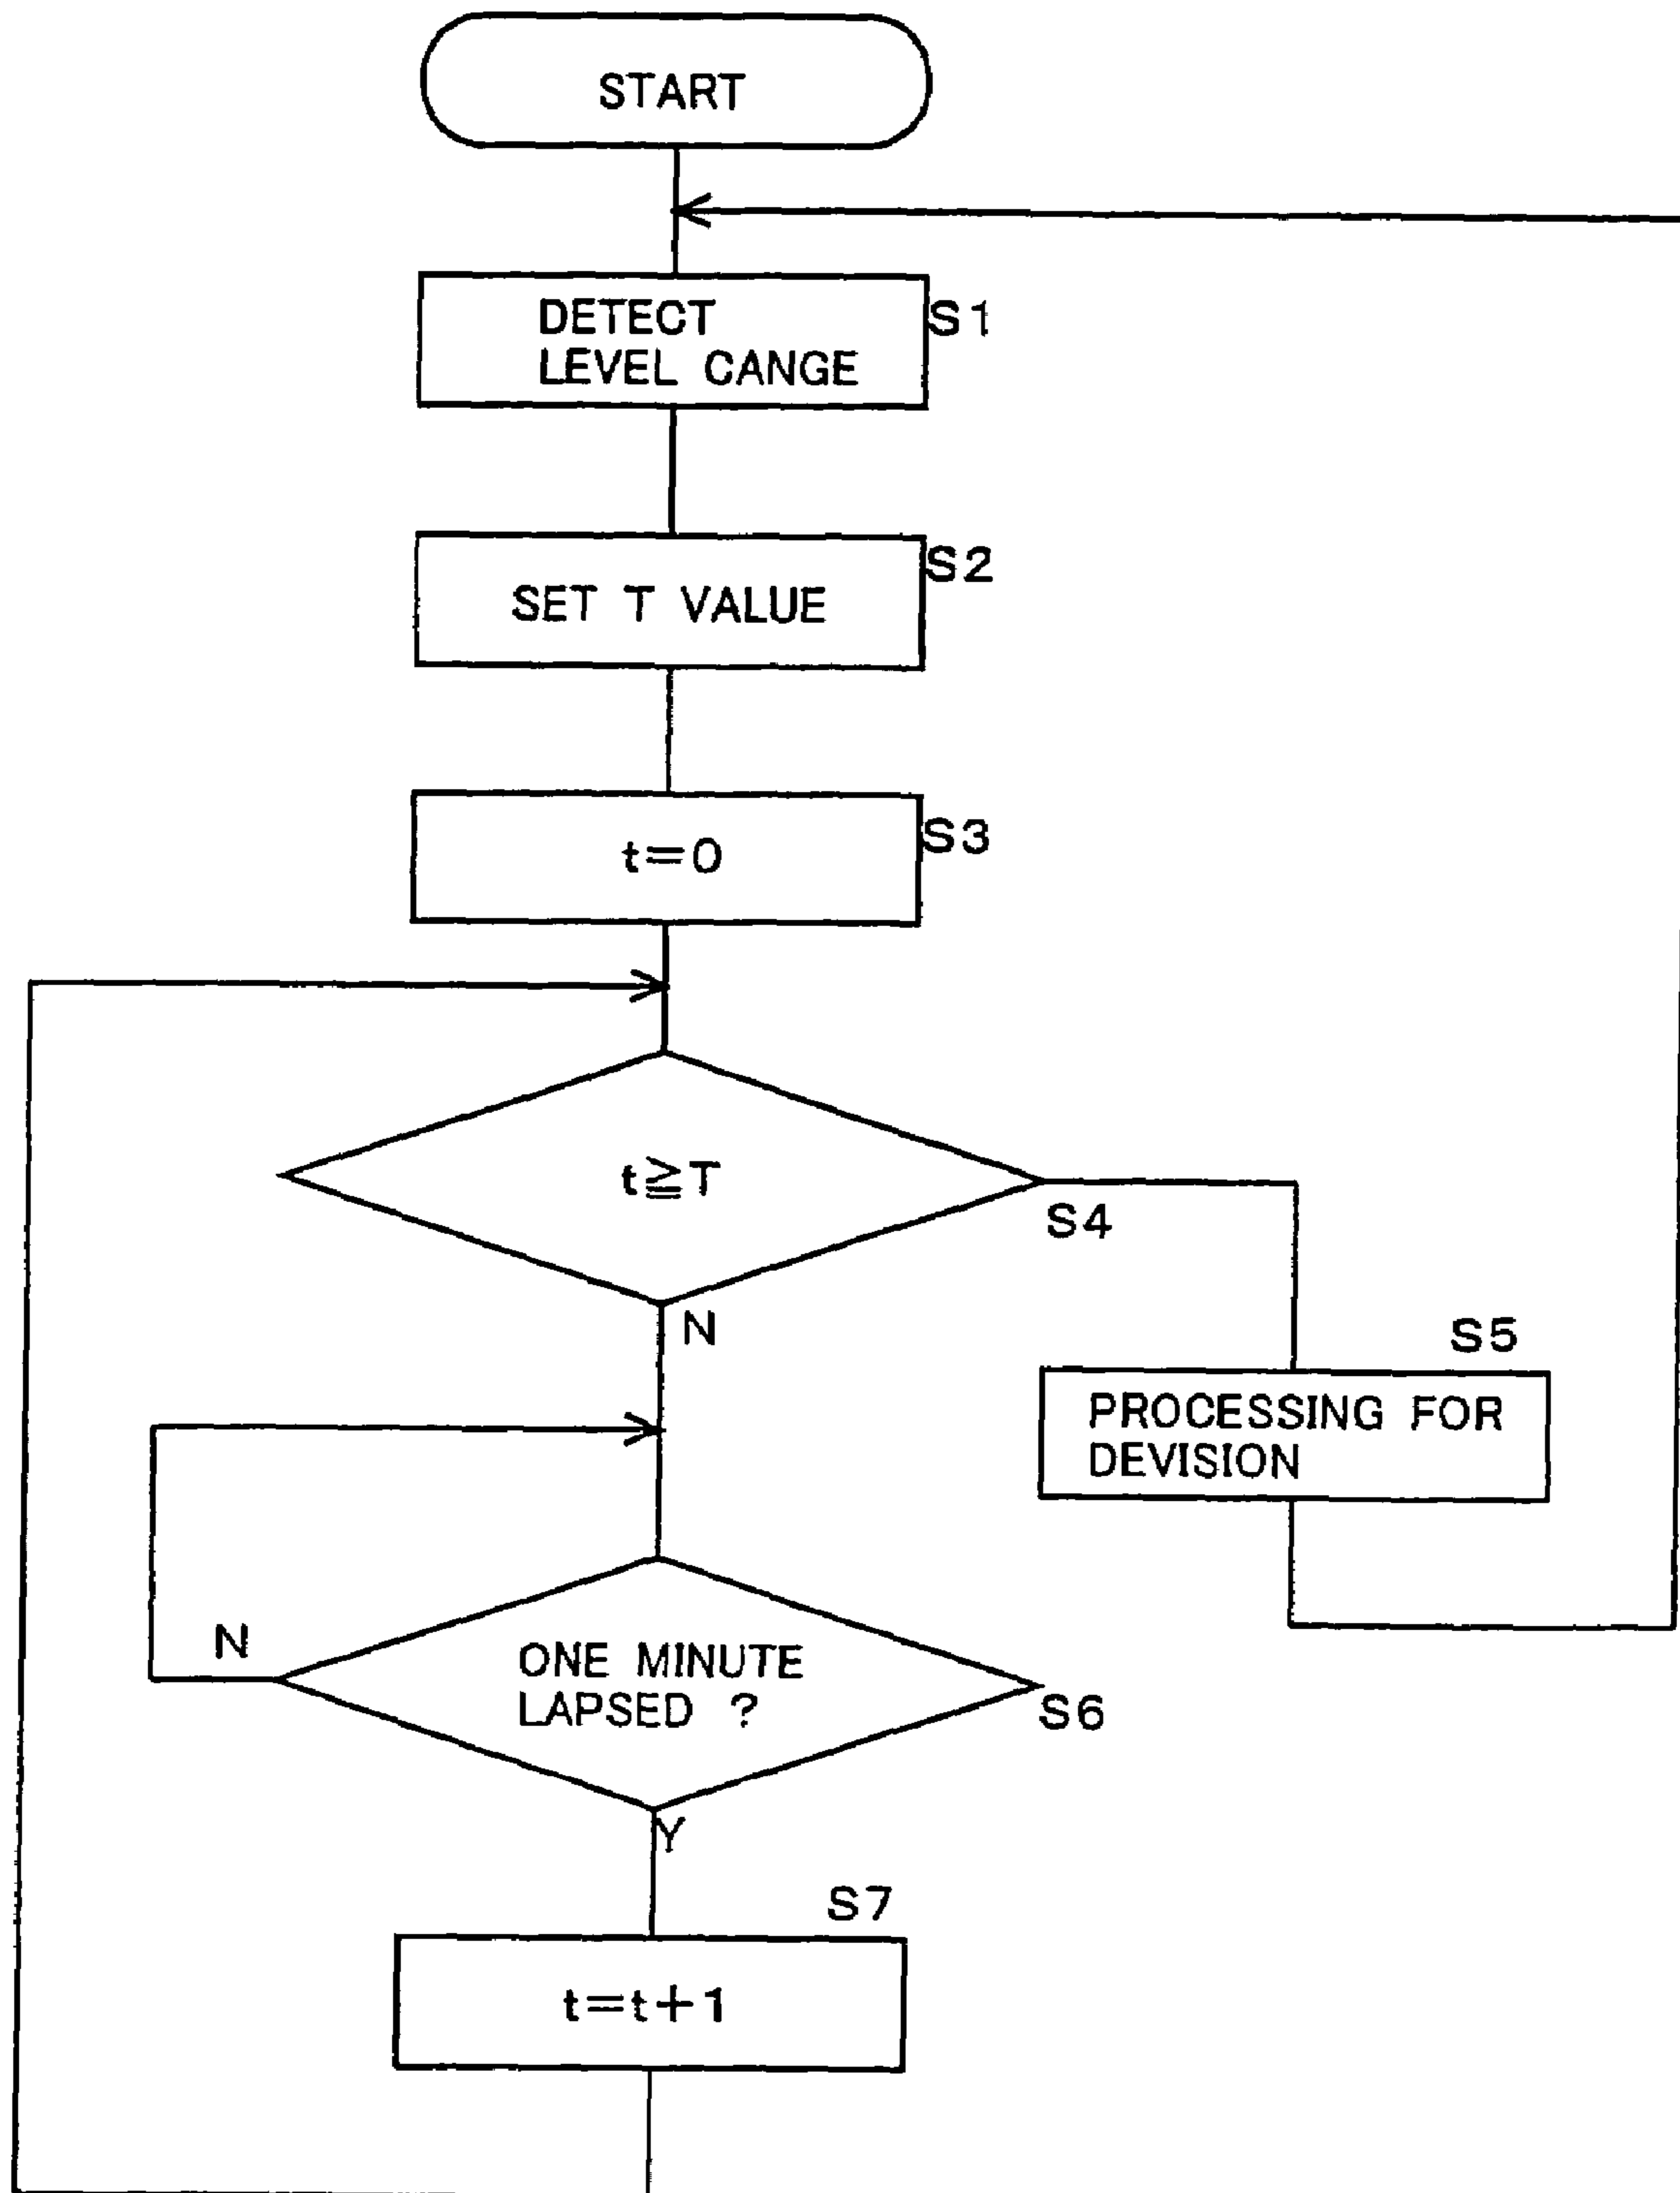 START
DETECT
LEVEL CANGE
S1
SET T VALUE
S2
t=0
S3
t≧T
S4
N
S5
PROCESSING FOR
DEVISION
N
ONE MINUTE
LAPSED ?
S6
Y
S7
t=t+1